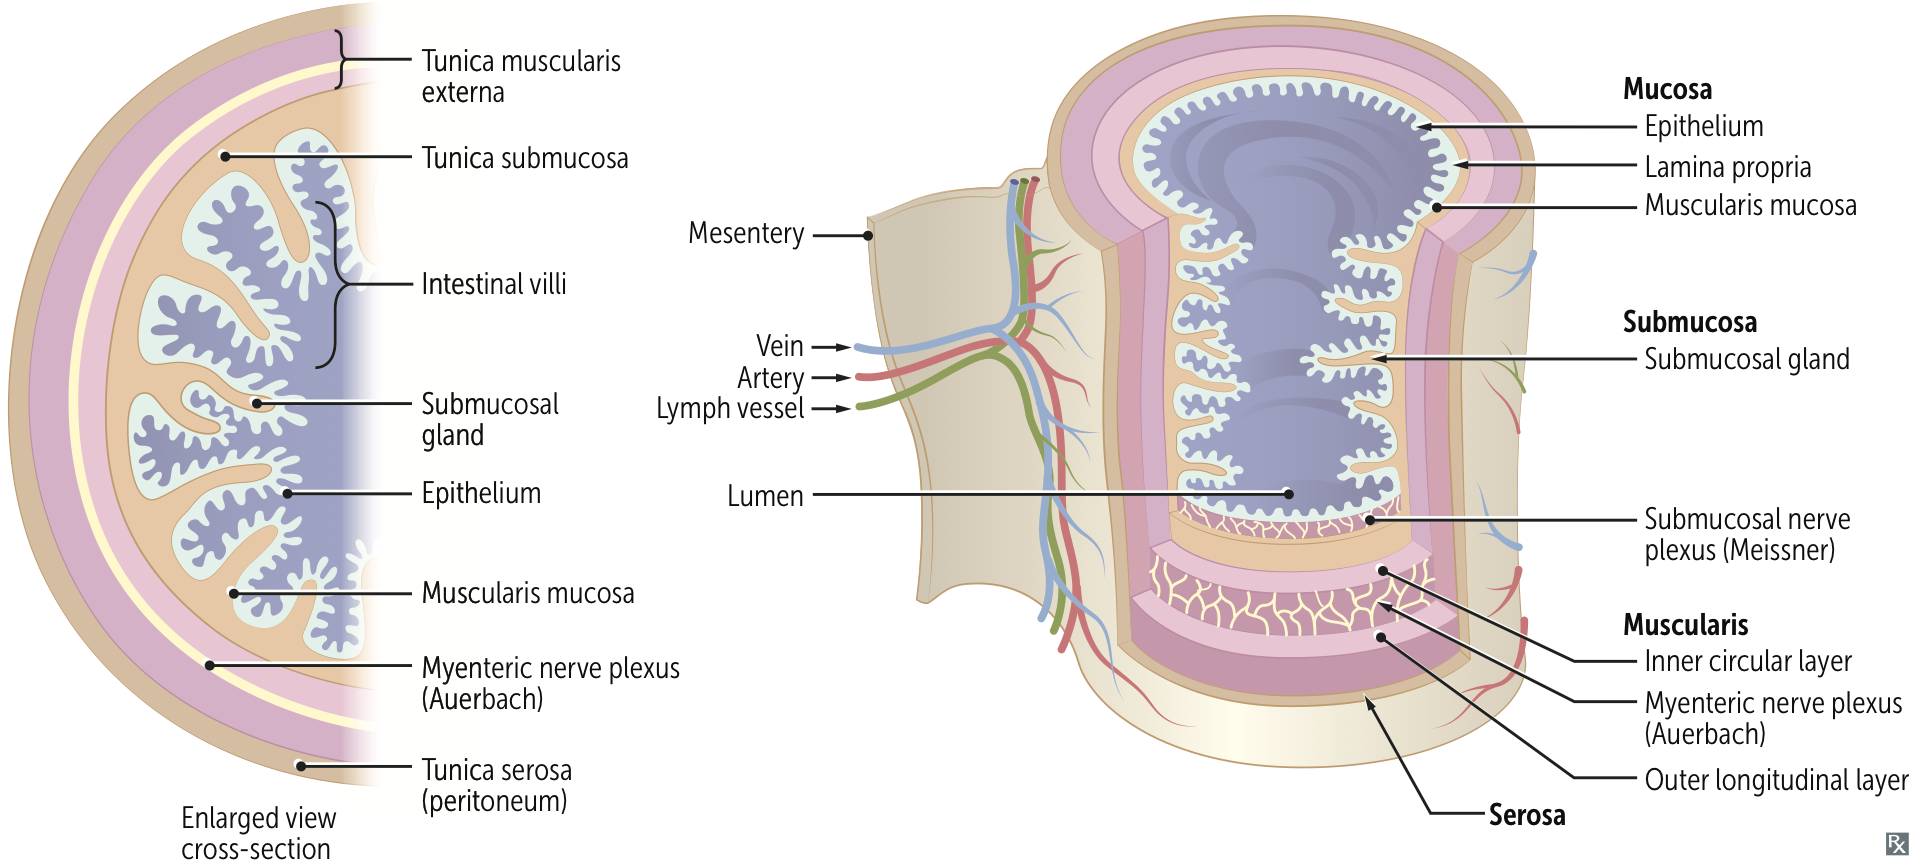 Tunica muscularis
externa
Tunica submucosa
Intestinal villi
Submucosal
gland
Epithelium
Muscularis mucosa
Myenteric nerve plexus
(Auerbach)
Tunica serosa
(peritoneum)
Enlarged view
cross-section
Mesentery
Vein
Artery
Lymph vessel
Lumen
Mucosa
Epithelium
Lamina propria
Muscularis mucosa
Submucosa
Submucosal gland
Submucosal nerve
plexus (Meissner)
Muscularis
Inner circular layer
Myenteric nerve plexus
(Auerbach)
Outer longitudinal layer
Serosa
Rx